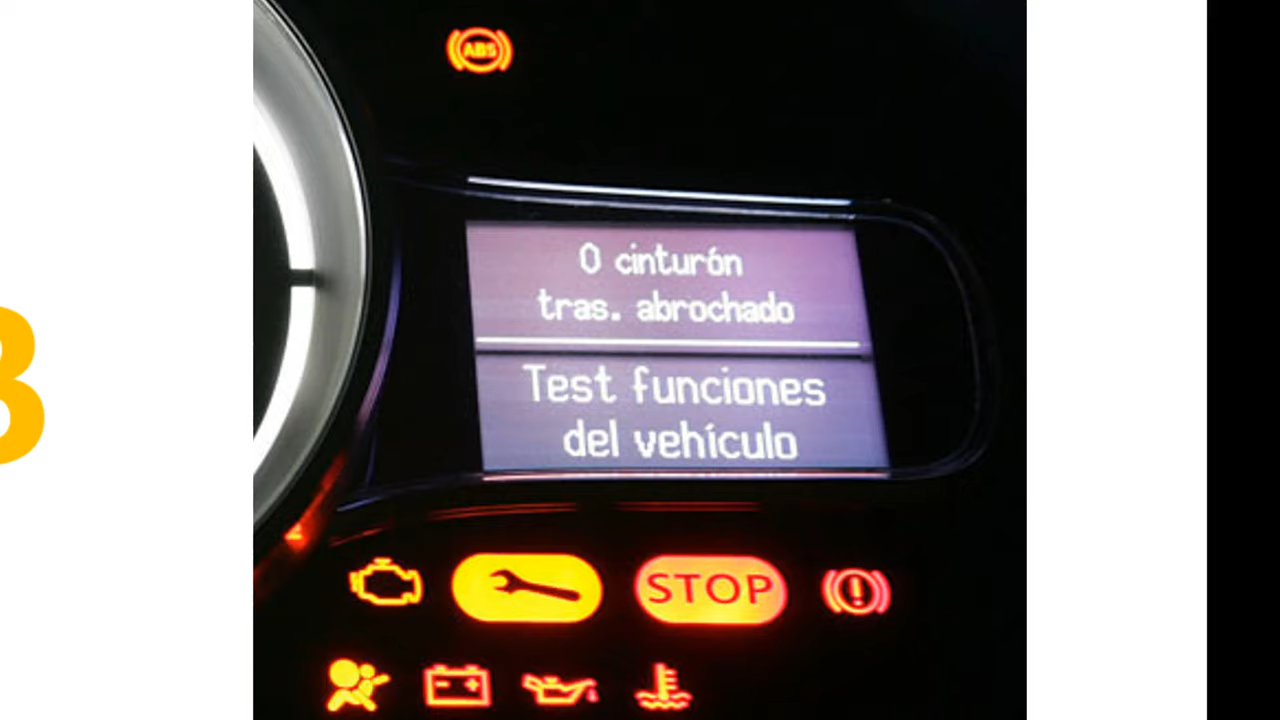 ABS
0 cinturón
tras. abrochado
Test funciones
del vehículo
STOP